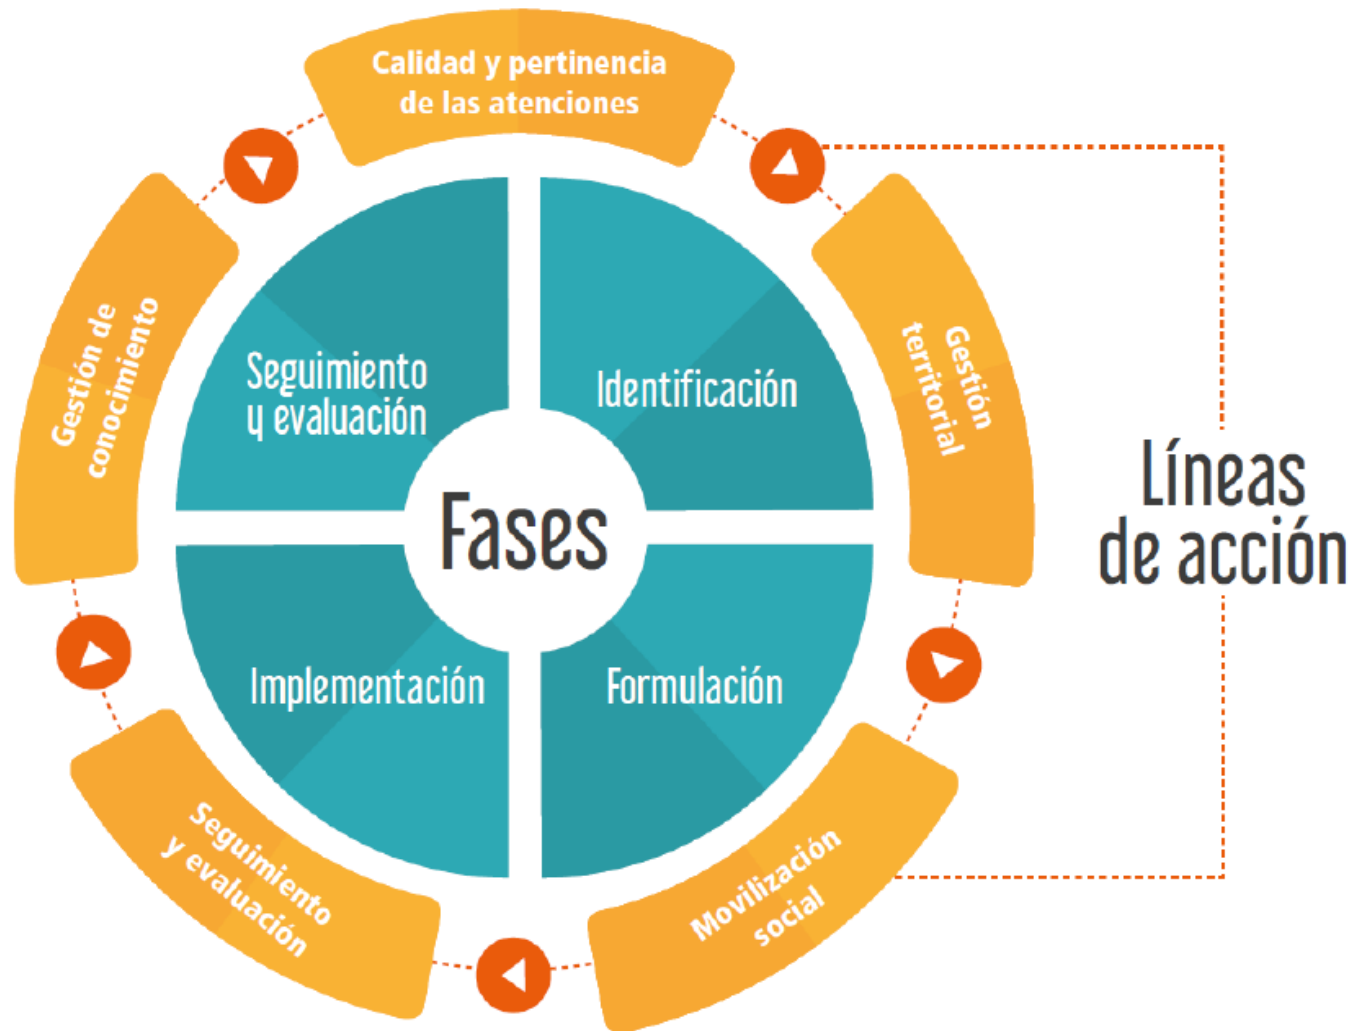 Calidad y pertinencia
de las atenciones
Gestión
territorial
Movilización
social
Seguimiento
y evaluación
Gestión de
conocimiento
Seguimiento
y evaluación
Identificación
Fases
Implementación
Formulación
Líneas
de acción